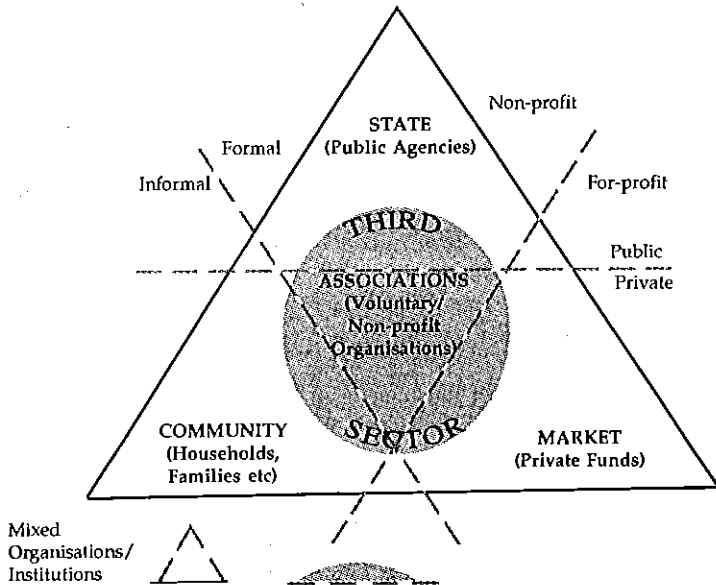 Non-profit
STATE
(Public Agencies)
Formal
Informal
For-profit
THIRD
Public
Private
ASSOCIATIONS
(Voluntary/
Non-profit
Organisations)
SECTOR
COMMUNITY
(Households,
Families etc)
MARKET
(Private Funds)
Mixed
Organisations/
Institutions